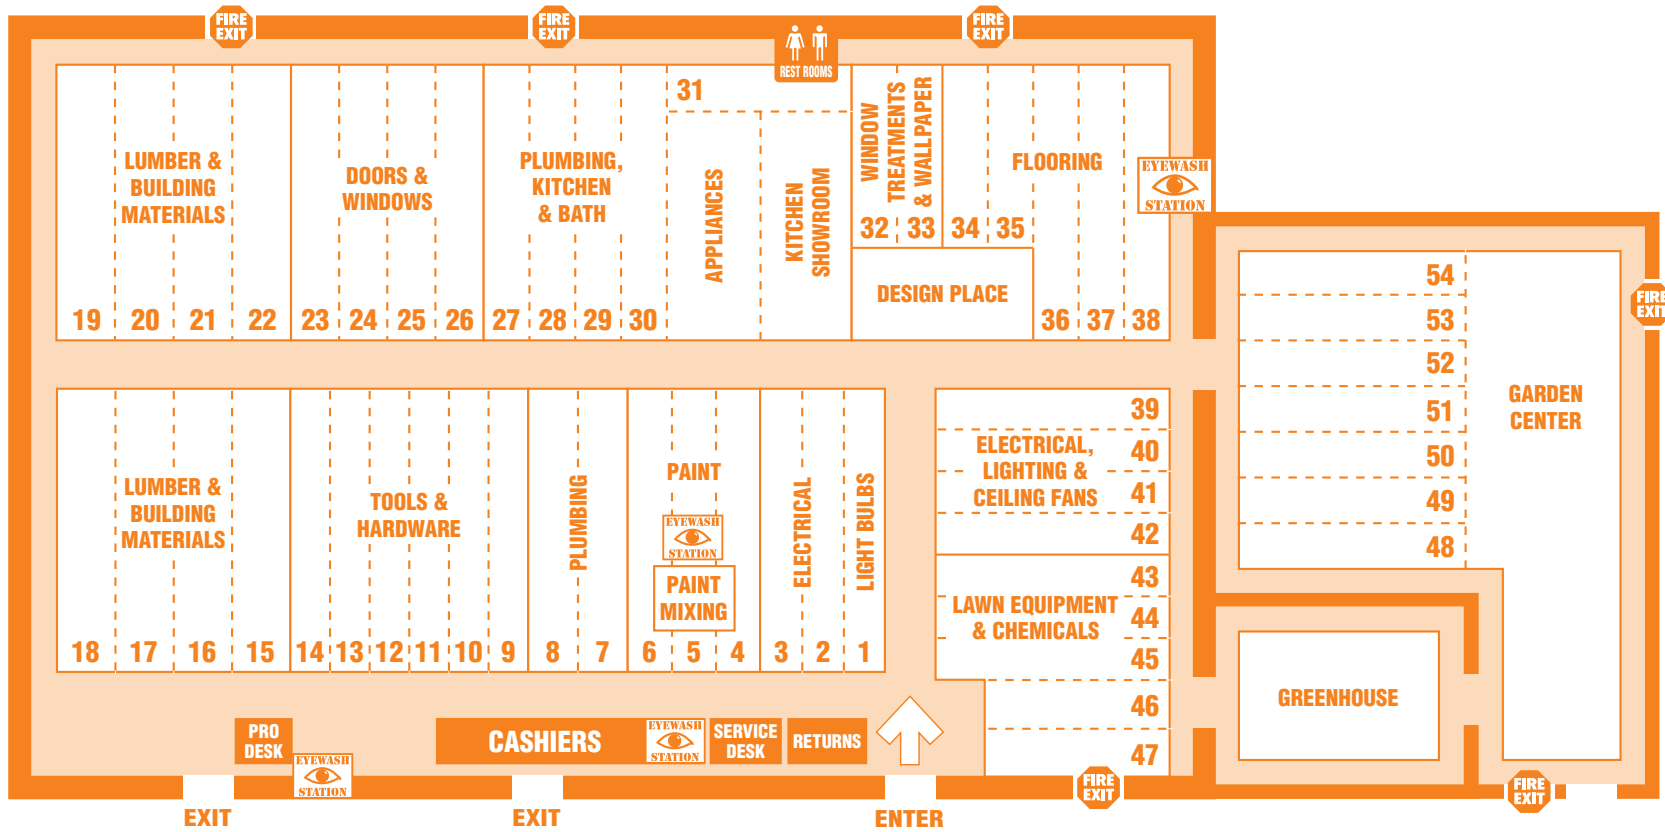 FIRE
EXIT
FIRE
EXIT
FIRE
EXIT
REST ROOMS
31
LUMBER &
BUILDING
MATERIALS
DOORS &
WINDOWS
PLUMBING,
KITCHEN
& BATH
APPLIANCES
KITCHEN
SHOWROOM
WINDOW
TREATMENTS
& WALLPAPER
FLOORING
EYEWASH
STATION
32 33 34 35
DESIGN PLACE
19 20 21 22 23 24 25 26 27 28 29 30 36 37 38
54
53
52
51
50
49
48
GARDEN
CENTER
FIRE
EXIT
LUMBER &
BUILDING
MATERIALS
TOOLS &
HARDWARE
PLUMBING
PAINT
EYEWASH
STATION
PAINT
MIXING
ELECTRICAL
LIGHT BULBS
18 17 16 15 14 13 12 11 10 9 8 7 6 5 4 3 2 1
39
40
41
42
ELECTRICAL,
LIGHTING &
CEILING FANS
43
44
45
LAWN EQUIPMENT
& CHEMICALS
46
47
GREENHOUSE
PRO
DESK
EYEWASH
STATION
CASHIERS
EYEWASH
STATION
SERVICE
DESK
RETURNS
FIRE
EXIT
FIRE
EXIT
EXIT
EXIT
ENTER